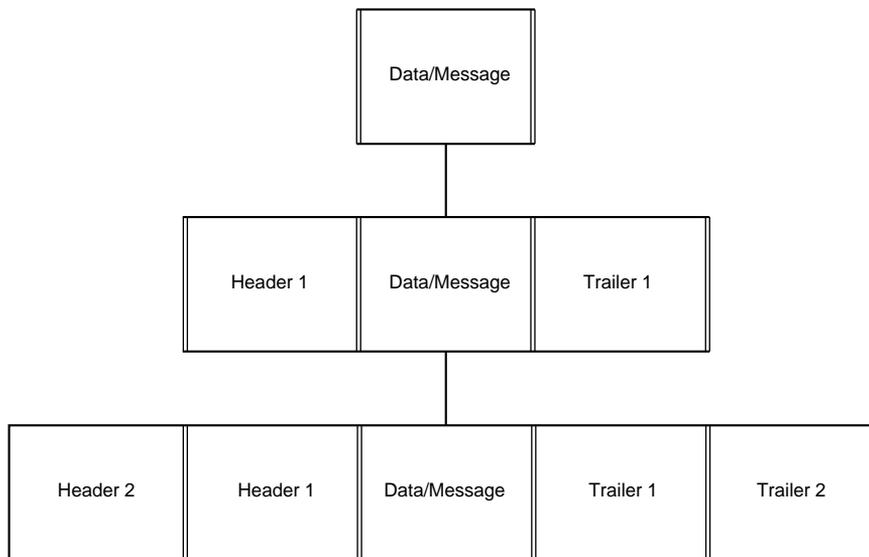 Data/Message
Header 1 Data/Message Trailer 1
Header 2 Header 1 Data/Message Trailer 1 Trailer 2